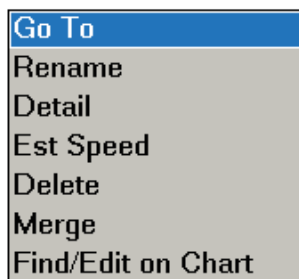 Go To
Rename
Detail
Est Speed
Delete
Merge
Find/Edit on Chart